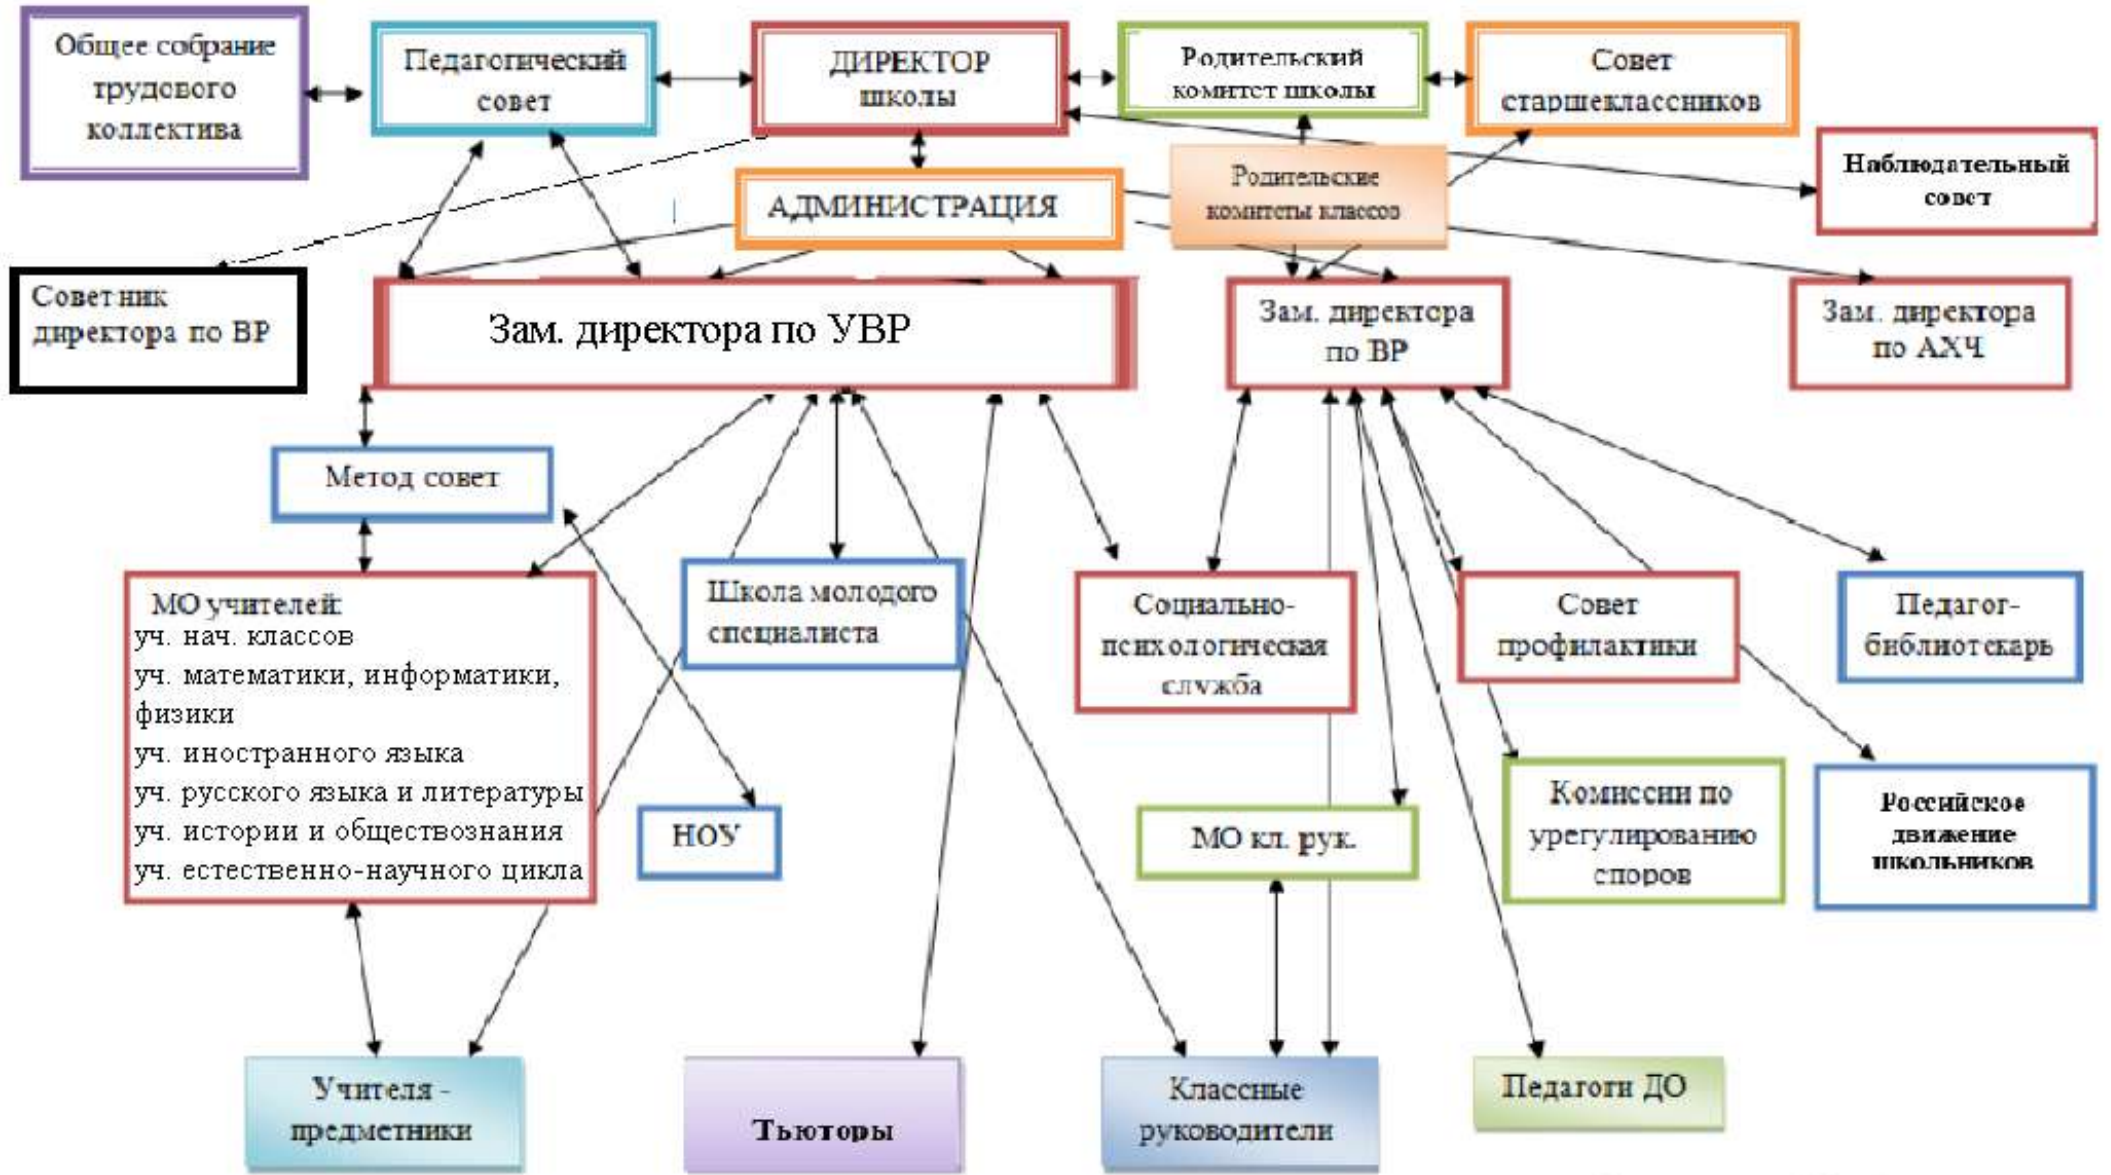 Общее собрание
трудового
коллектива
Педагогический
совет
ДИРЕКТОР
школы
Родительский
комитет школы
Совет
старшеклассников
Наблюдательный
совет
АДМИНИСТРАЦИЯ
Родительские
комитеты классов
Советник
директора по ВР
Зам. директора по УВР
Зам. директора
по ВР
Зам. директора
по АХЧ
Метод совет
МО учителей:
уч. нач. классов
уч. математики, информатики,
физики
уч. иностранного языка
уч. русского языка и литературы
уч. истории и обществознания
уч. естественно-научного цикла
Школа молодого
специалиста
Социально-
психологическая
служба
Совет
профилактики
Педагог-
библиотекарь
НОУ
МО кл. рук.
Комиссии по
урегулированию
споров
Российское
движение
школьников
Учителя -
предметники
Тьюторы
Классные
руководители
Педагоги ДО